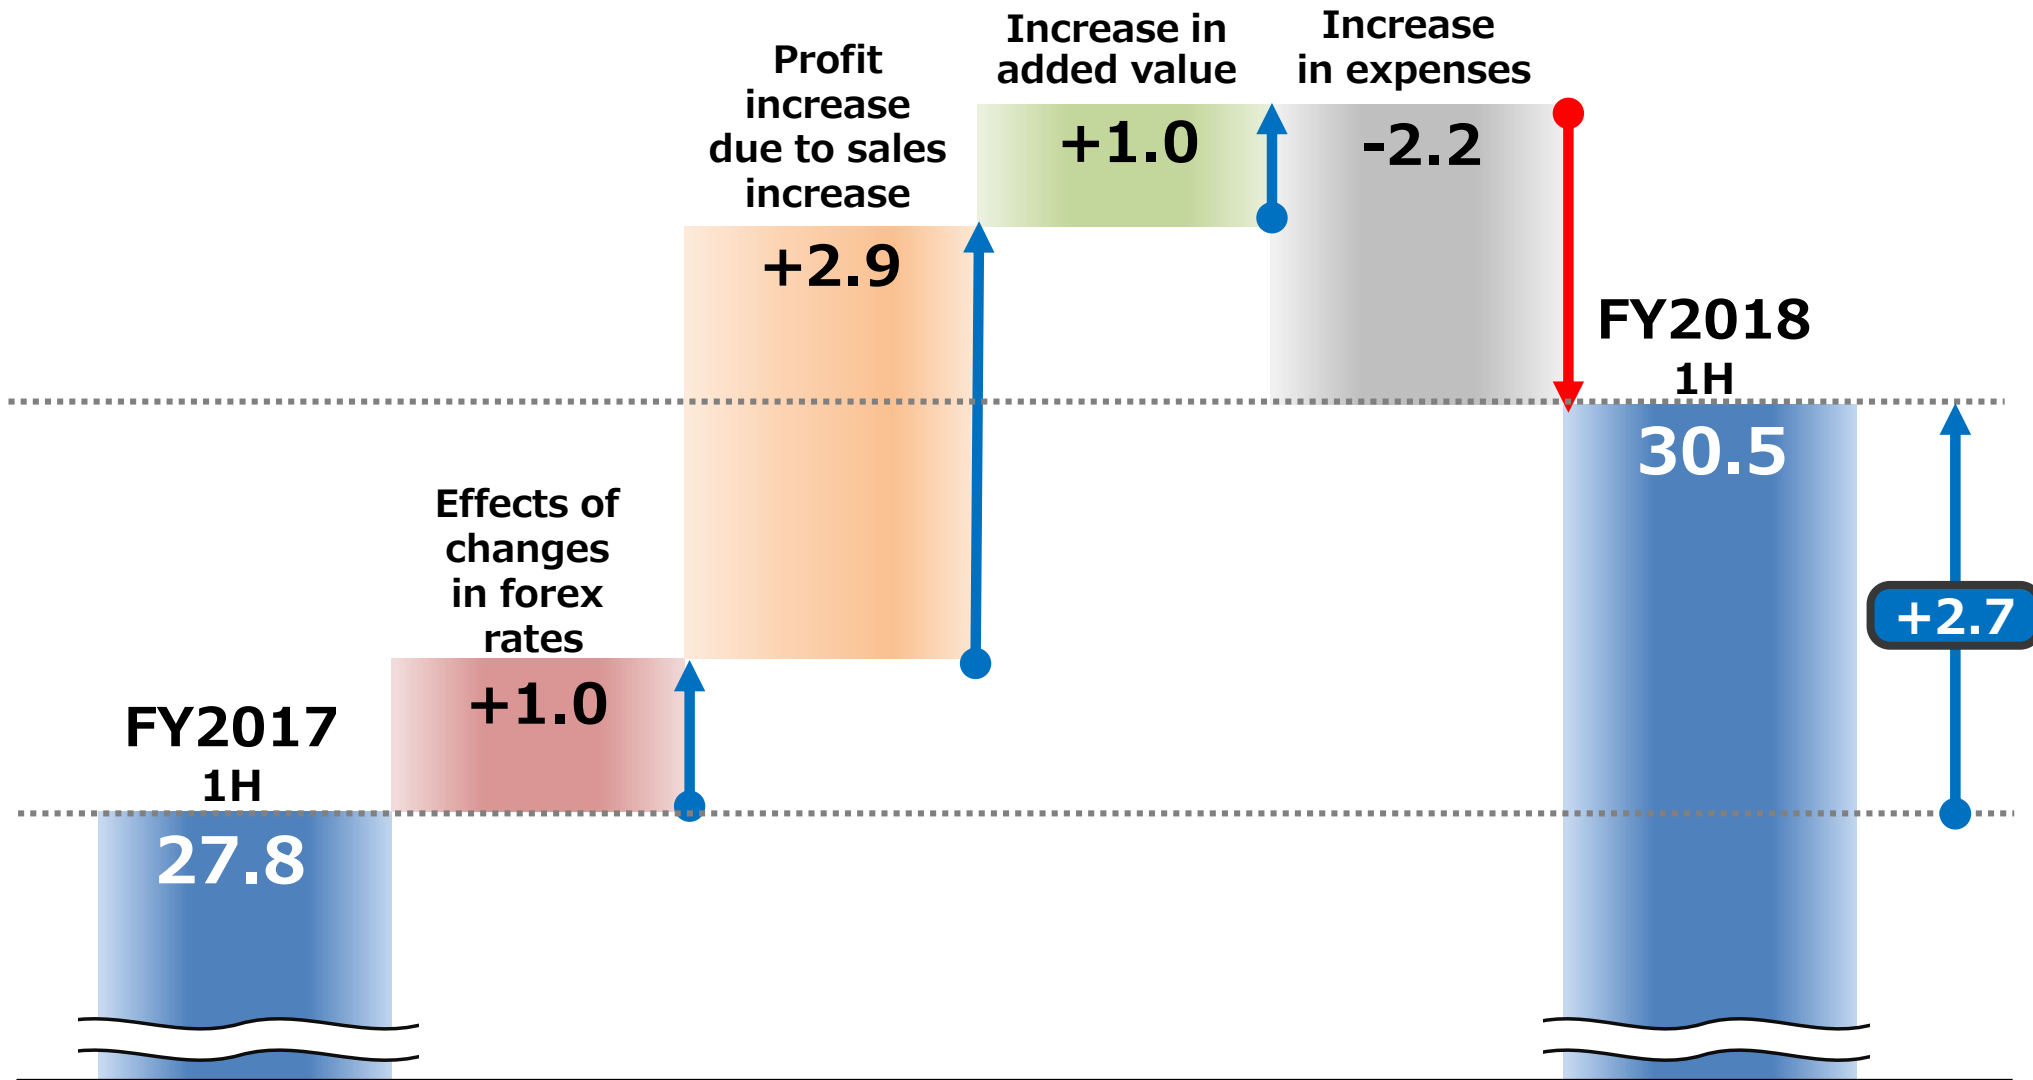 FY2017
1H
27.8
Effects of
changes
in forex
rates
+1.0
Profit
increase
due to sales
increase
+2.9
Increase in
added value
+1.0
Increase
in expenses
-2.2
FY2018
1H
30.5
+2.7